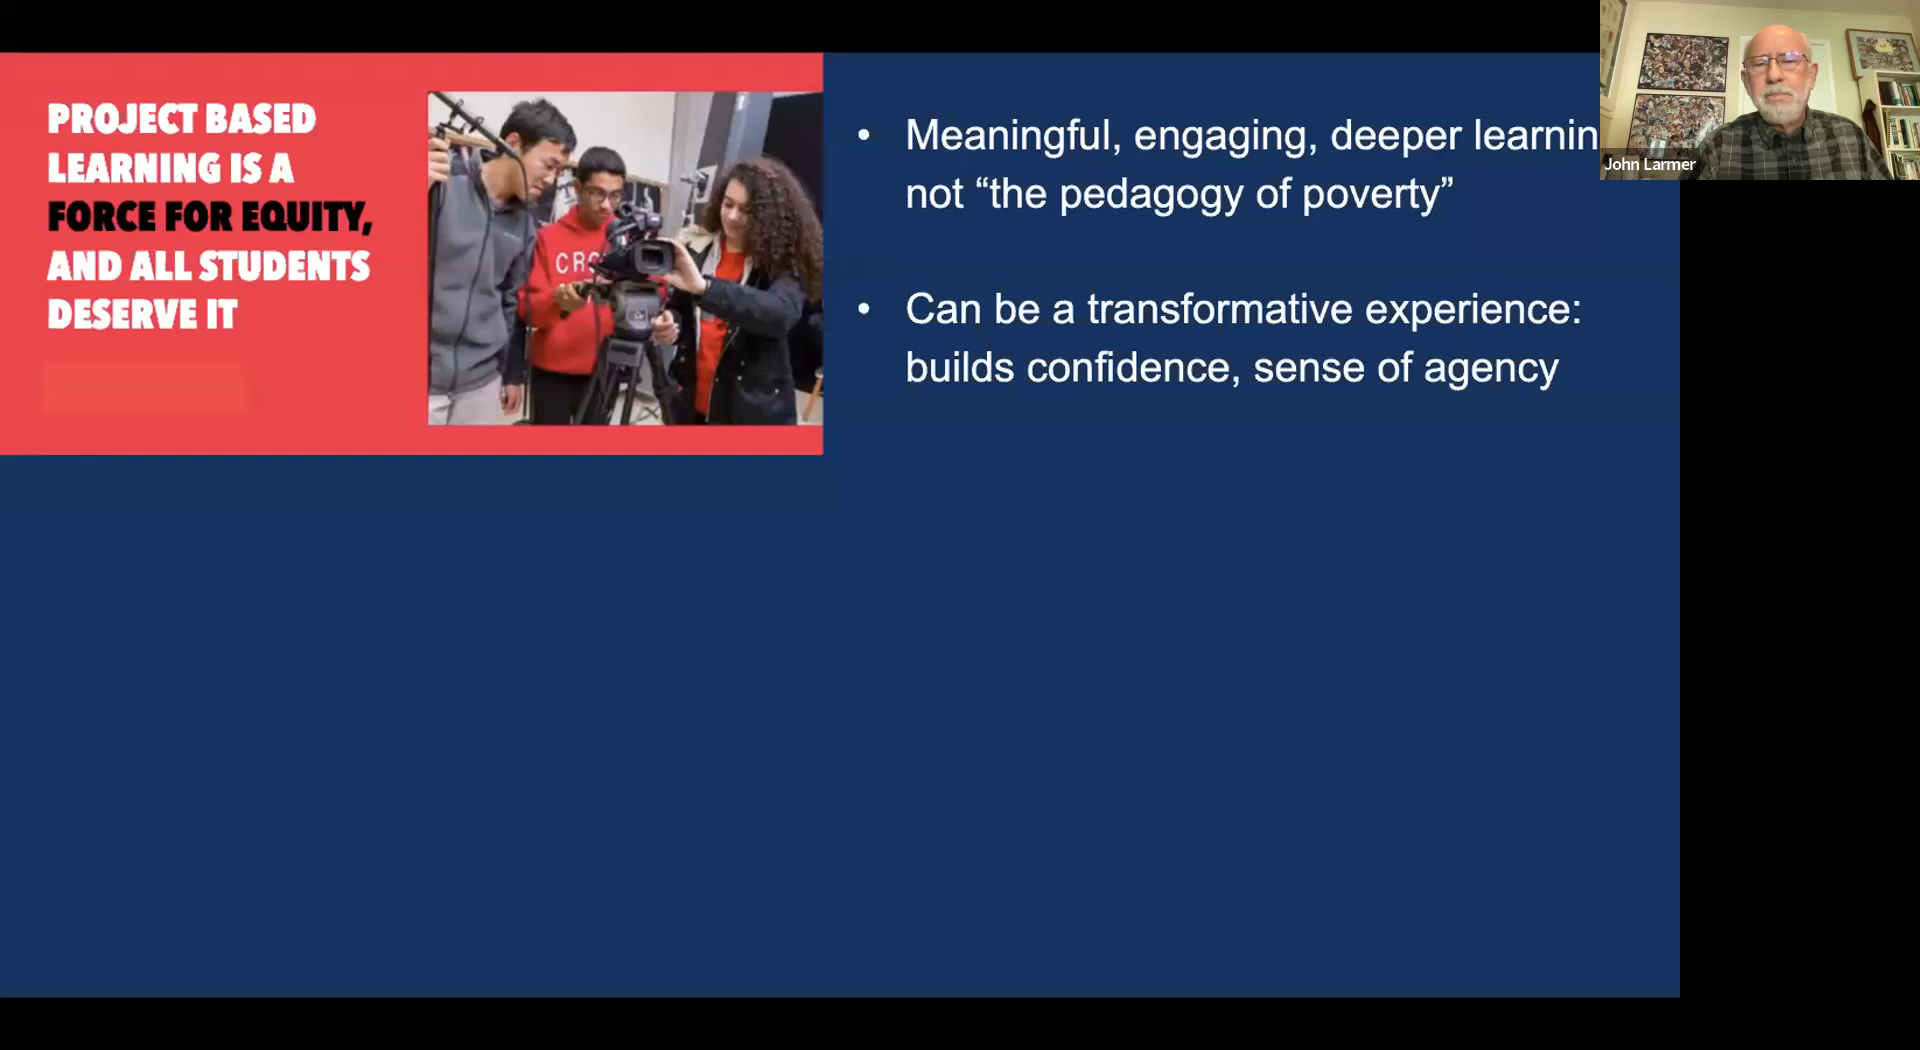 PROJECT BASED
LEARNING IS A
FORCE FOR EQUITY,
AND ALL STUDENTS
DESERVE IT
• Meaningful, engaging, deeper learnin
not “the pedagogy of poverty”
• Can be a transformative experience:
builds confidence, sense of agency
John Larmer